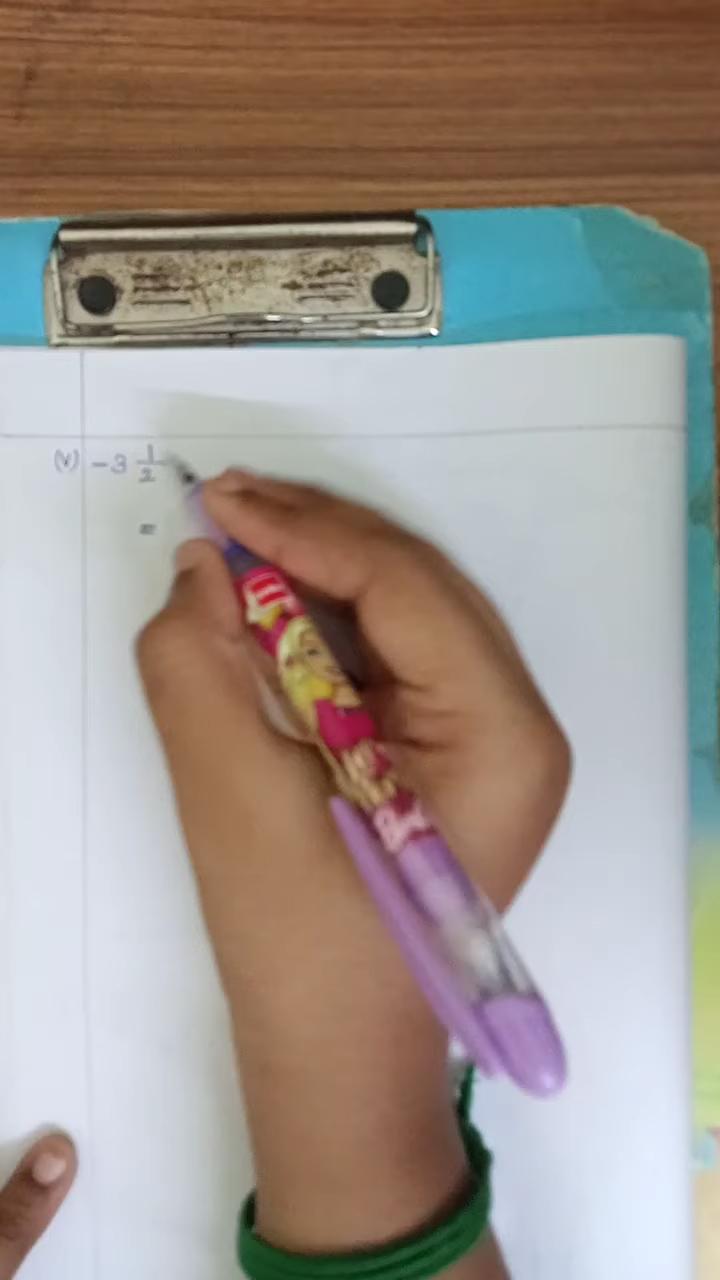 (v) -3 1/2
=